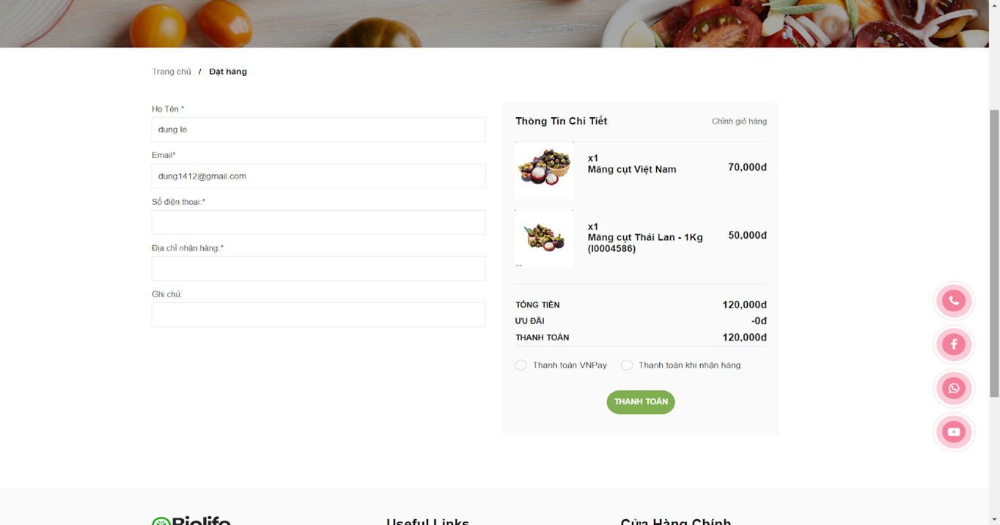 Trang chủ / Đặt hàng
Họ Tên *
dung le
Email*
dung1412@gmail.com
Số điện thoại:*
Địa chỉ nhận hàng:*
Ghi chú:
Thông Tin Chi Tiết
Chỉnh giỏ hàng
x1
Măng cụt Việt Nam
70,000đ
x1
Măng cụt Thái Lan - 1Kg
(I0004586)
50,000đ
TỔNG TIỀN 120,000đ
ƯU ĐÃI -0đ
THANH TOÁN 120,000đ
Thanh toán VNPay
Thanh toán khi nhận hàng
THANH TOÁN
Biolife
Useful Links
Cửa Hàng Chính